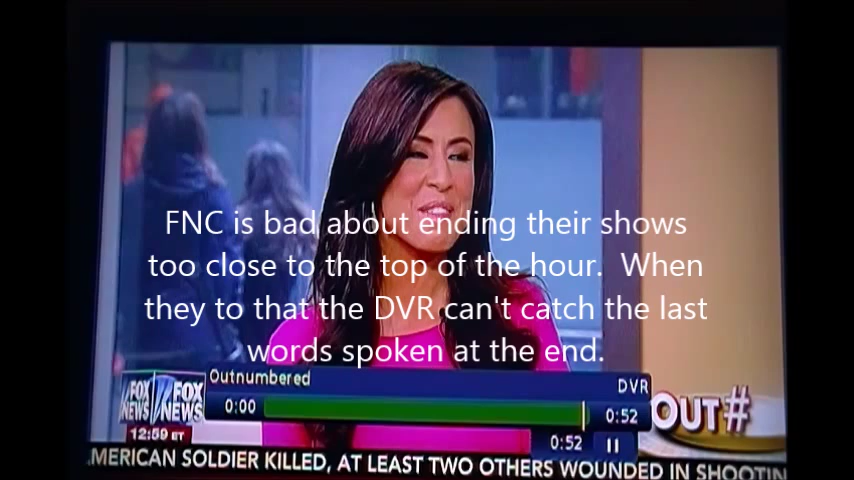 FNC is bad about ending their shows
too close to the top of the hour.  When
they to that the DVR can't catch the last
words spoken at the end.
Outnumbered
DVR
0:00
0:52
FOX
NEWS
FOX
NEWS
OUT#
12:59 ET
0:52
MERICAN SOLDIER KILLED, AT LEAST TWO OTHERS WOUNDED IN SHOOTIN